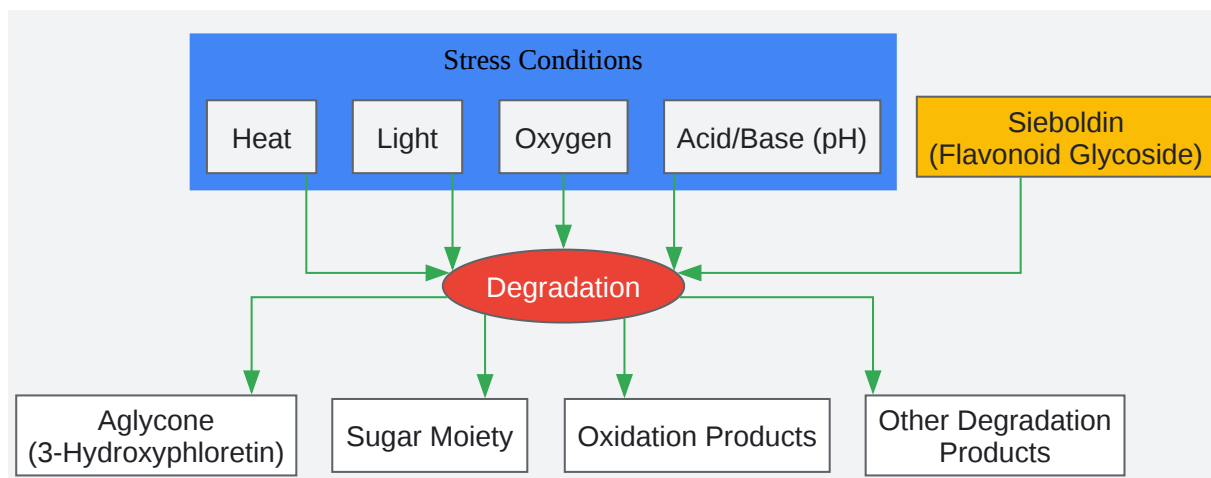 Stress Conditions
Heat
Light
Oxygen
Acid/Base (pH)
Sieboldin
(Flavonoid Glycoside)
Degradation
Aglycone
(3-Hydroxyphloretin)
Sugar Moiety
Oxidation Products
Other Degradation
Products